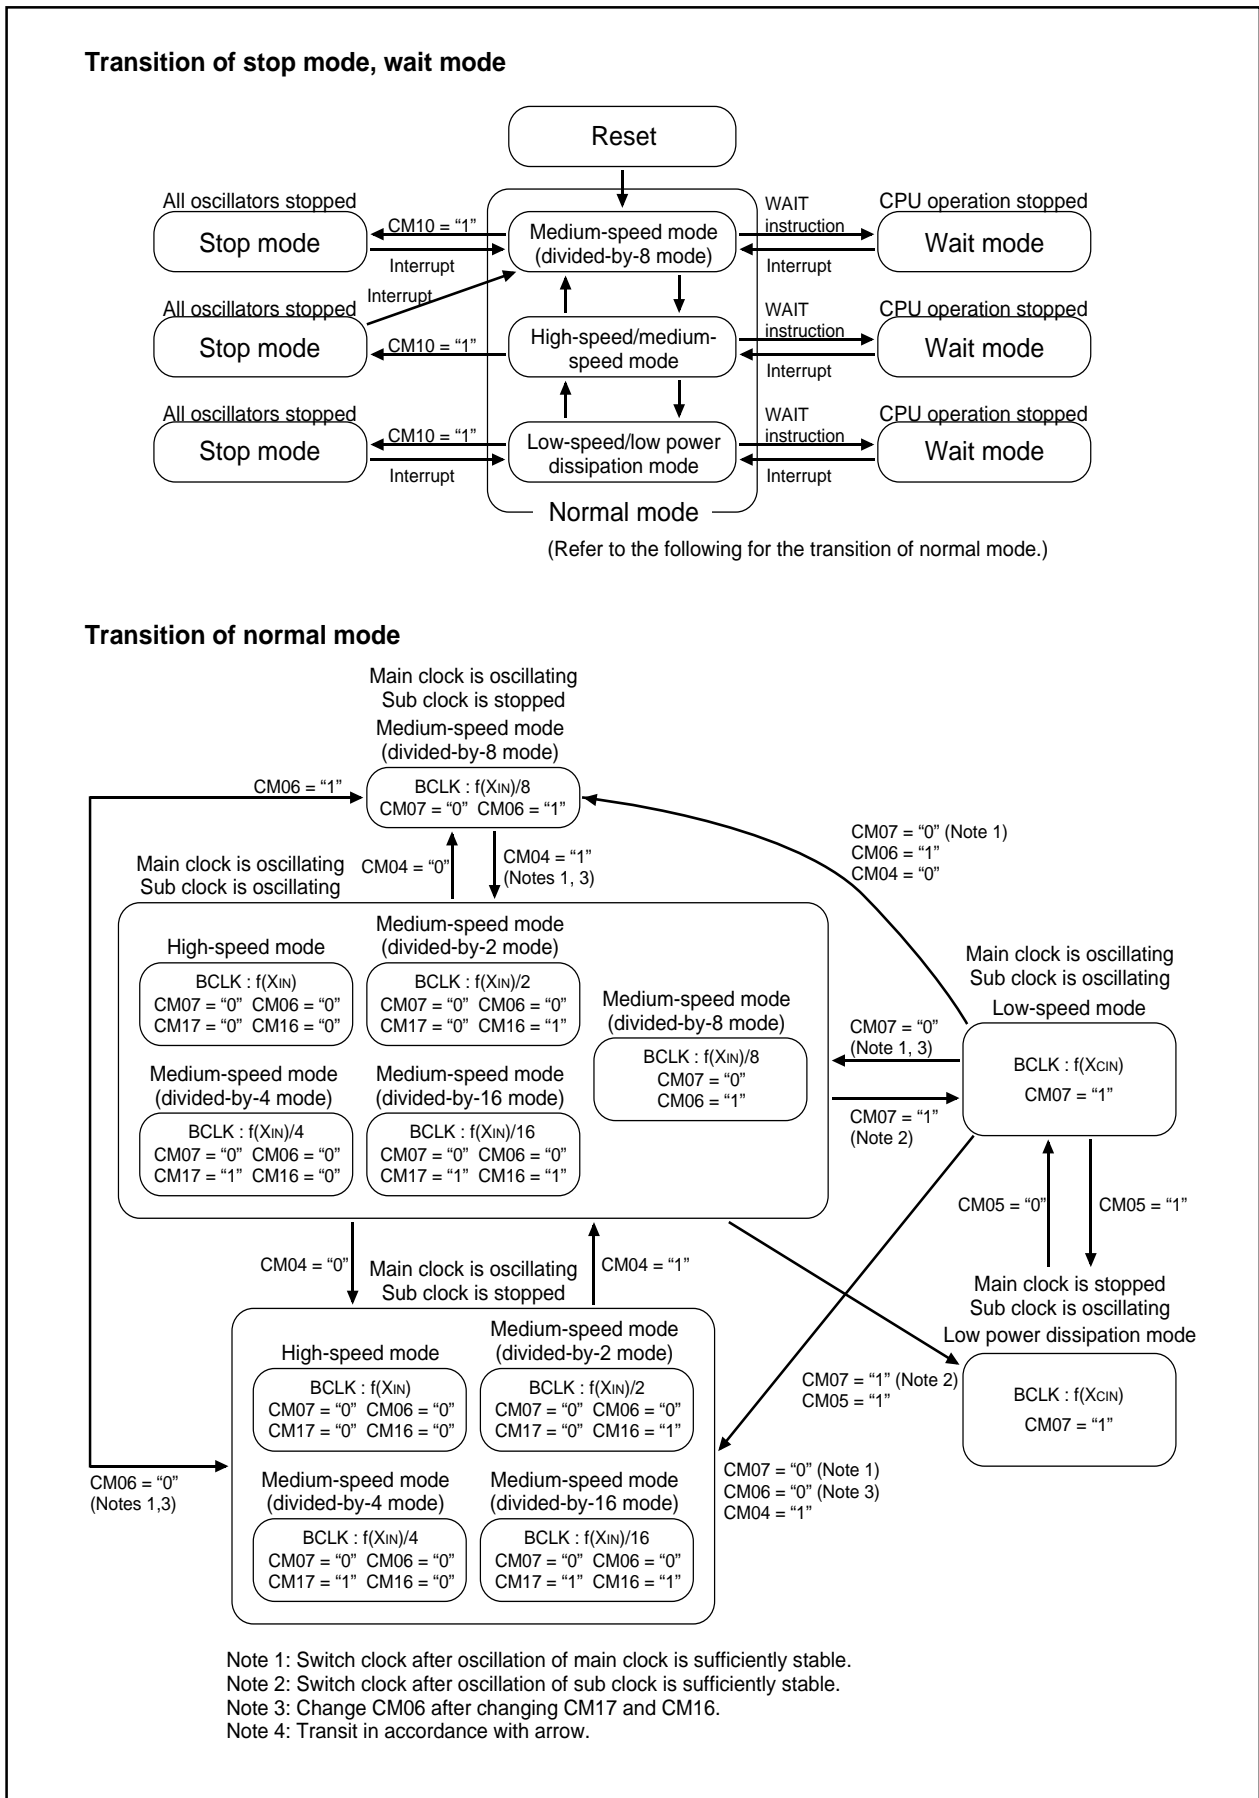 Transition of stop mode, wait mode
Reset
All oscillators stopped
Stop mode
CM10 = “1”
Interrupt
Medium-speed mode
(divided-by-8 mode)
WAIT
instruction
Interrupt
CPU operation stopped
Wait mode
Interrupt
All oscillators stopped
Stop mode
CM10 = “1”
High-speed/medium-
speed mode
WAIT
instruction
Interrupt
CPU operation stopped
Wait mode
All oscillators stopped
Stop mode
CM10 = “1”
Interrupt
Low-speed/low power
dissipation mode
WAIT
instruction
Interrupt
CPU operation stopped
Wait mode
Normal mode
(Refer to the following for the transition of normal mode.)
Transition of normal mode
Main clock is oscillating
Sub clock is stopped
Medium-speed mode
(divided-by-8 mode)
CM06 = “1”
BCLK : f(XIN)/8
CM07 = “0” CM06 = “1”
CM07 = “0” (Note 1)
CM06 = “1”
CM04 = “0”
Main clock is oscillating
Sub clock is oscillating
CM04 = “0”
CM04 = “1”
(Notes 1, 3)
High-speed mode
BCLK : f(XIN)
CM07 = “0” CM06 = “0”
CM17 = “0” CM16 = “0”
Medium-speed mode
(divided-by-2 mode)
BCLK : f(XIN)/2
CM07 = “0” CM06 = “0”
CM17 = “0” CM16 = “1”
Medium-speed mode
(divided-by-8 mode)
BCLK : f(XIN)/8
CM07 = “0”
CM06 = “1”
Medium-speed mode
(divided-by-4 mode)
BCLK : f(XIN)/4
CM07 = “0” CM06 = “0”
CM17 = “1” CM16 = “0”
Medium-speed mode
(divided-by-16 mode)
BCLK : f(XIN)/16
CM07 = “0” CM06 = “0”
CM17 = “1” CM16 = “1”
CM07 = “0”
(Note 1, 3)
CM07 = “1”
(Note 2)
Main clock is oscillating
Sub clock is oscillating
Low-speed mode
BCLK : f(XCIN)
CM07 = “1”
CM05 = “0”
CM05 = “1”
CM04 = “0”
Main clock is oscillating
Sub clock is stopped
CM04 = “1”
Main clock is stopped
Sub clock is oscillating
Low power dissipation mode
BCLK : f(XCIN)
CM07 = “1”
CM07 = “1” (Note 2)
CM05 = “1”
High-speed mode
BCLK : f(XIN)
CM07 = “0” CM06 = “0”
CM17 = “0” CM16 = “0”
Medium-speed mode
(divided-by-2 mode)
BCLK : f(XIN)/2
CM07 = “0” CM06 = “0”
CM17 = “0” CM16 = “1”
CM06 = “0”
(Notes 1,3)
Medium-speed mode
(divided-by-4 mode)
BCLK : f(XIN)/4
CM07 = “0” CM06 = “0”
CM17 = “1” CM16 = “0”
Medium-speed mode
(divided-by-16 mode)
BCLK : f(XIN)/16
CM07 = “0” CM06 = “0”
CM17 = “1” CM16 = “1”
CM07 = “0” (Note 1)
CM06 = “0” (Note 3)
CM04 = “1”
Note 1: Switch clock after oscillation of main clock is sufficiently stable.
Note 2: Switch clock after oscillation of sub clock is sufficiently stable.
Note 3: Change CM06 after changing CM17 and CM16.
Note 4: Transit in accordance with arrow.